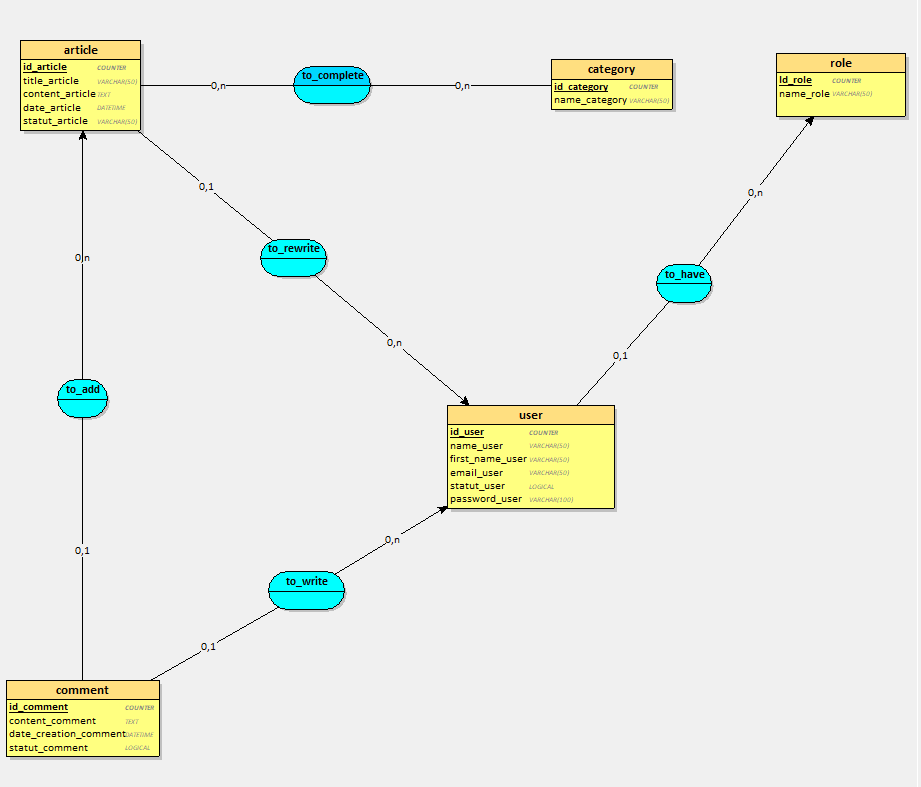 article
id_article COUNTER
title_article VARCHAR(50)
content_article TEXT
date_article DATETIME
statut_article VARCHAR(50)
0,n
to_complete
0,n
category
id_category COUNTER
name_category VARCHAR(50)
role
Id_role COUNTER
name_role VARCHAR(50)
0,1
0,n
to_rewrite
0,n
to_have
0,n
0,1
to_add
user
id_user COUNTER
name_user VARCHAR(50)
first_name_user VARCHAR(50)
email_user VARCHAR(50)
statut_user LOGICAL
password_user VARCHAR(100)
0,n
0,1
to_write
0,1
comment
id_comment COUNTER
content_comment TEXT
date_creation_comment DATETIME
statut_comment LOGICAL